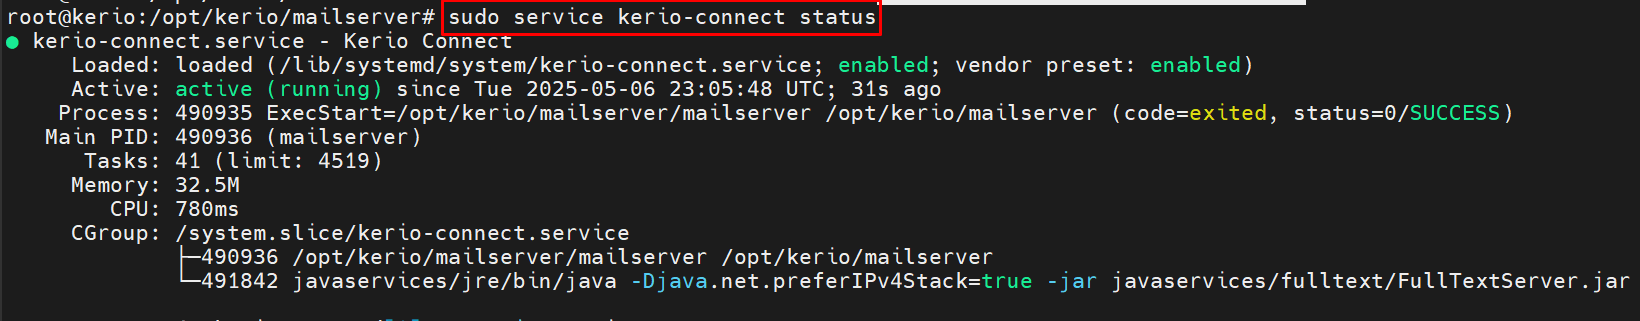 root@kerio:/opt/kerio/mailserver# sudo service kerio-connect status
● kerio-connect.service - Kerio Connect
Loaded: loaded (/lib/systemd/system/kerio-connect.service; enabled; vendor preset: enabled)
Active: active (running) since Tue 2025-05-06 23:05:48 UTC; 31s ago
Process: 490935 ExecStart=/opt/kerio/mailserver/mailserver /opt/kerio/mailserver (code=exited, status=0/SUCCESS)
Main PID: 490936 (mailserver)
Tasks: 41 (limit: 4519)
Memory: 32.5M
CPU: 780ms
CGroup: /system.slice/kerio-connect.service
├─490936 /opt/kerio/mailserver/mailserver /opt/kerio/mailserver
└─491842 javaservices/jre/bin/java -Djava.net.preferIPv4Stack=true -jar javaservices/fulltext/FullTextServer.jar